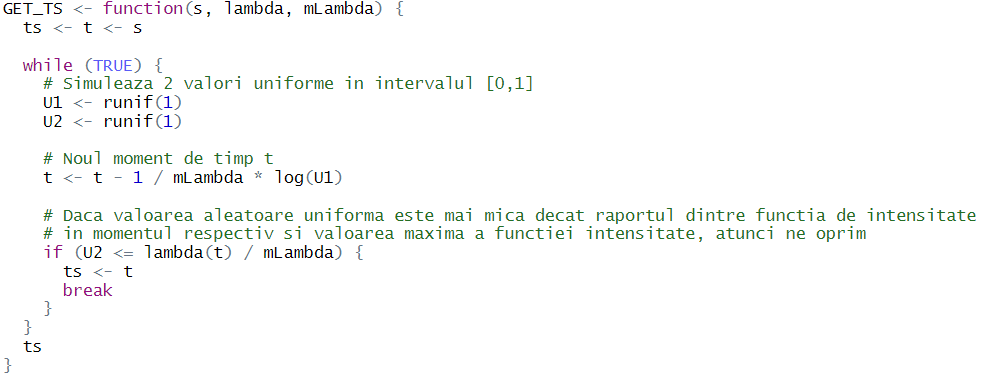 GET_TS <- function(s, lambda, mLambda) {
  ts <- t <- s

  while (TRUE) {
    # Simuleaza 2 valori uniforme in intervalul [0,1]
    U1 <- runif(1)
    U2 <- runif(1)

    # Noul moment de timp t
    t <- t - 1 / mLambda * log(U1)

    # Daca valoarea aleatoare uniforma este mai mica decat raportul dintre functia de intensitate
    # in momentul respectiv si valoarea maxima a functiei intensitate, atunci ne oprim
    if (U2 <= lambda(t) / mLambda) {
      ts <- t
      break
    }
  }
  ts
}